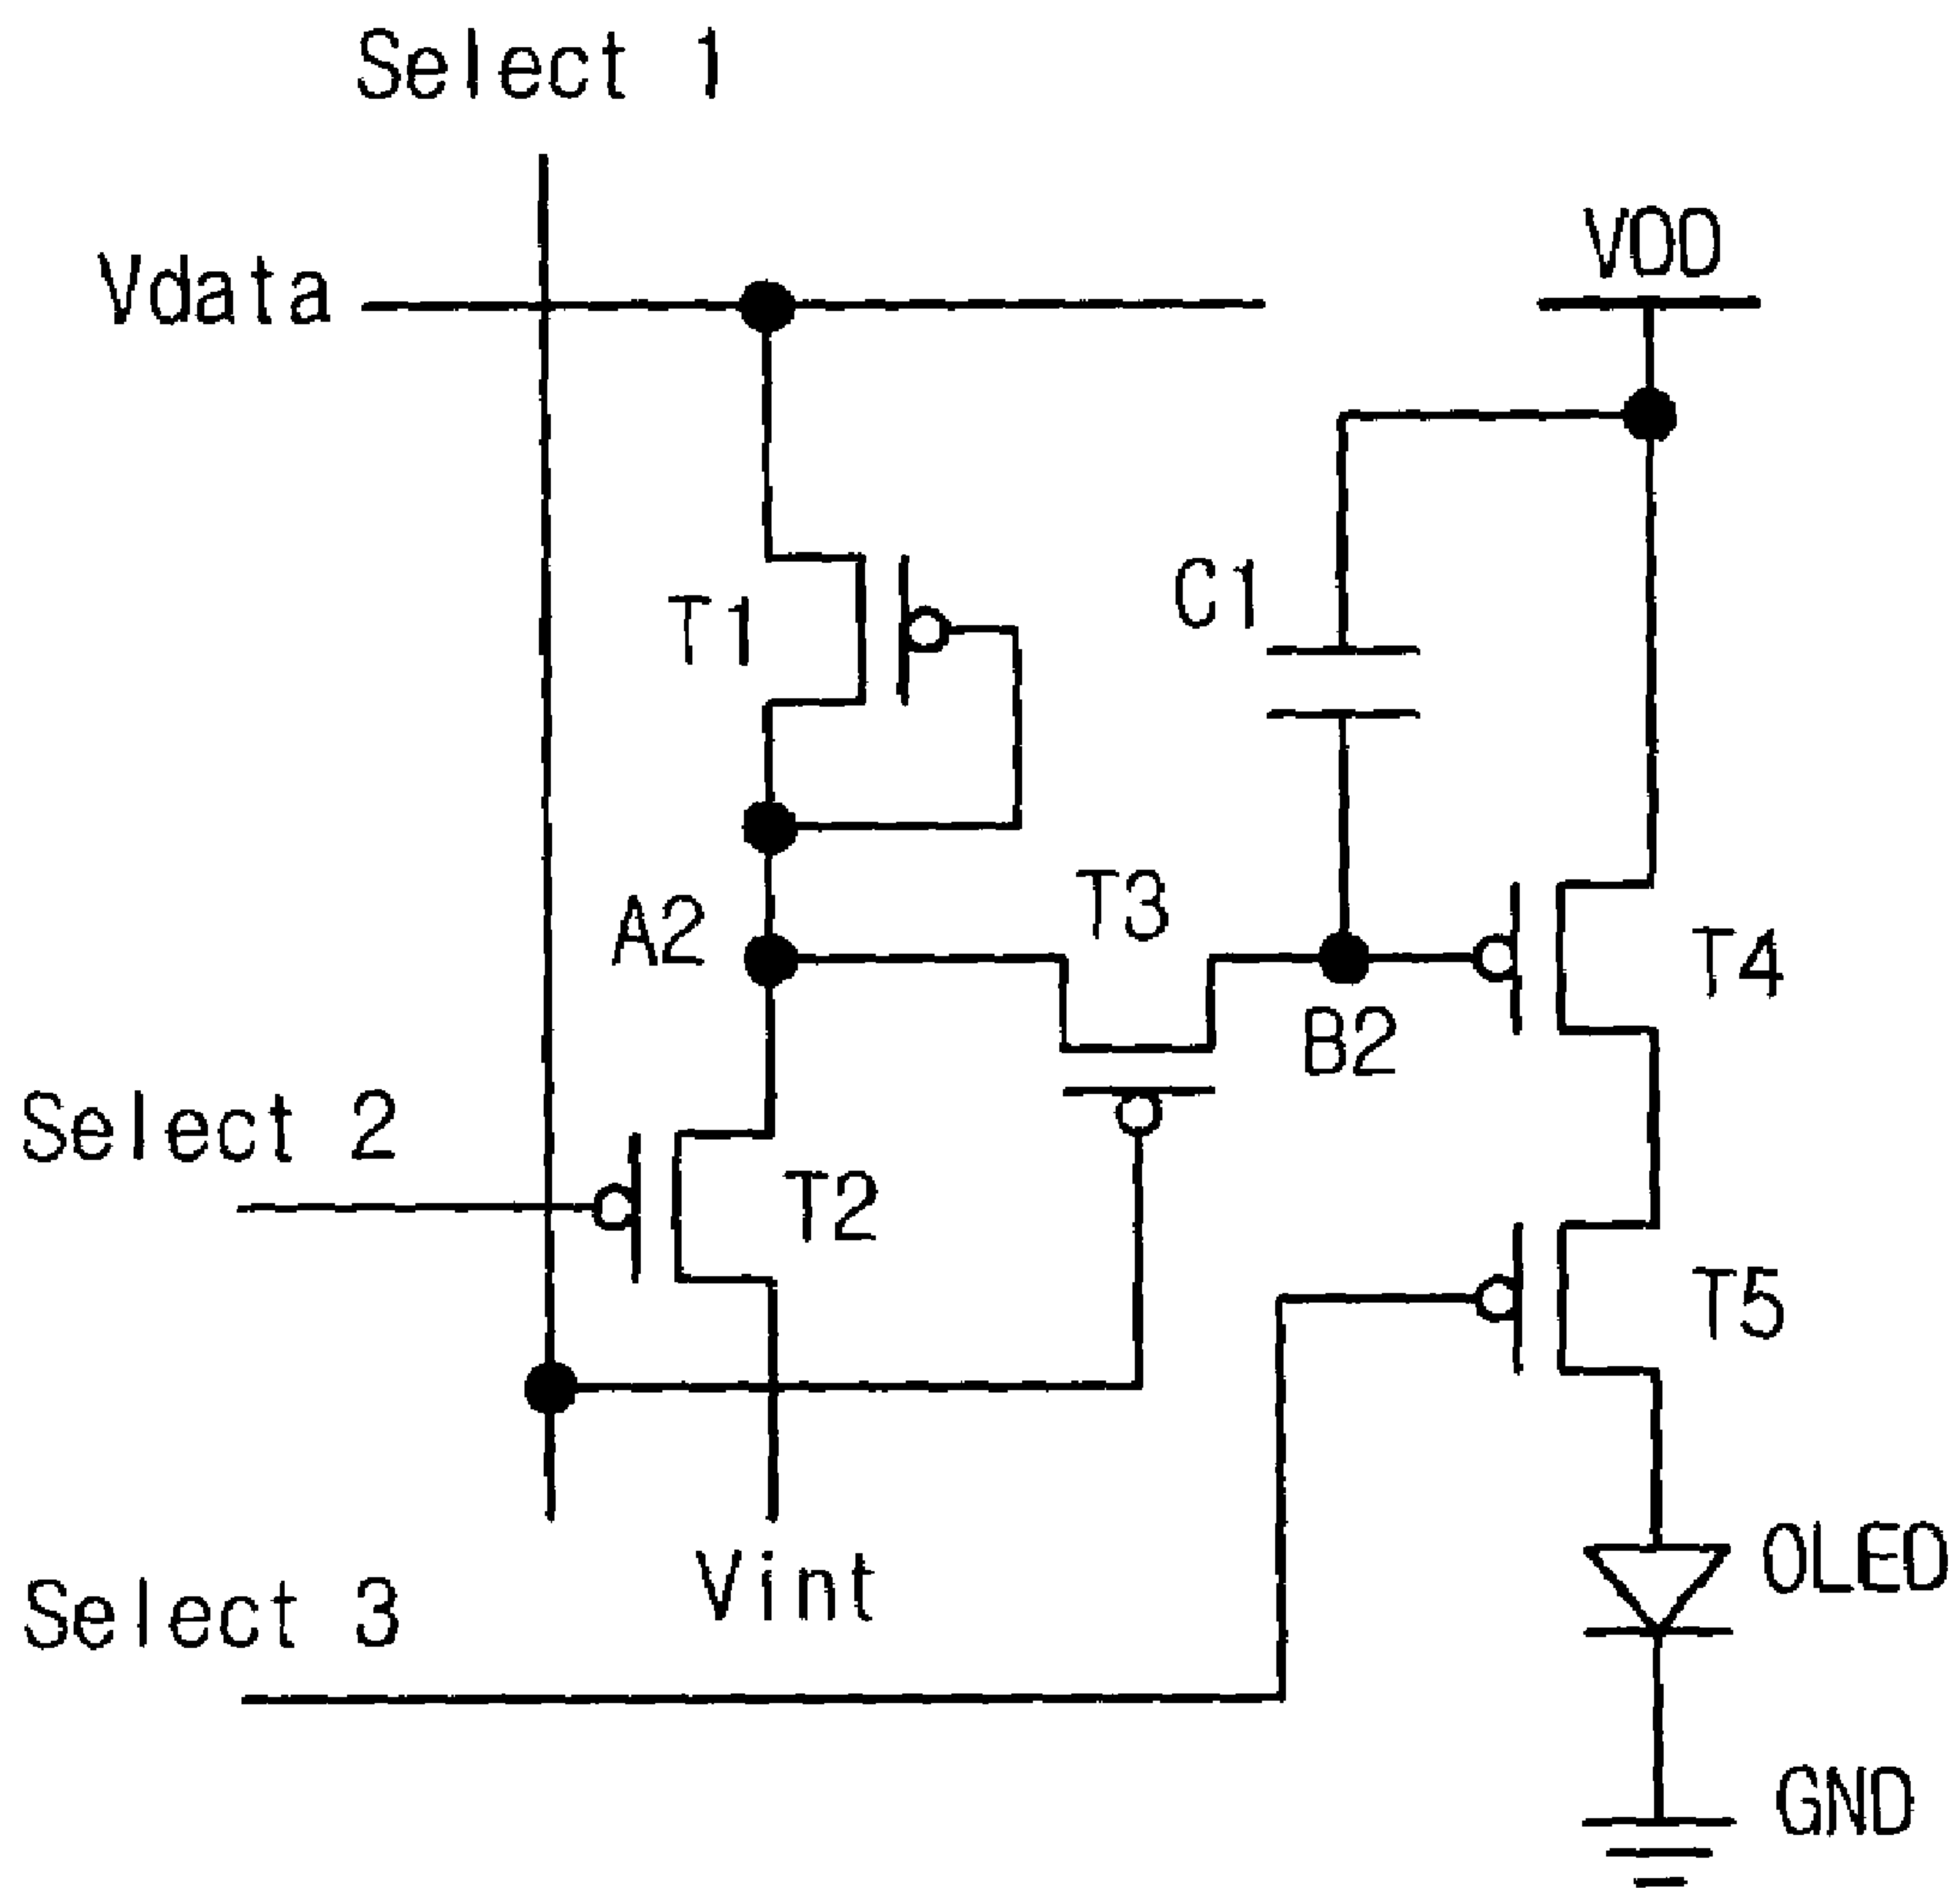 Select 1
Vdata
VDD
T1
C1
A2
T3
T4
B2
Select 2
T2
T5
Vint
OLED
Select 3
GND